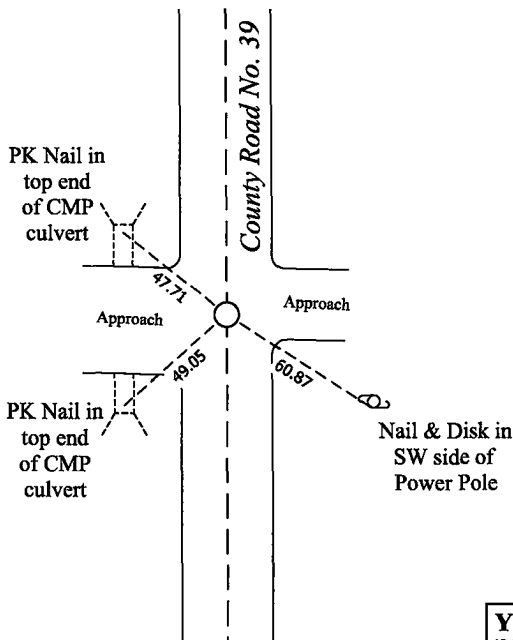 County Road No. 39
PK Nail in
top end
of CMP
culvert
47.71
Approach
Approach
49.05
60.87
PK Nail in
top end
of CMP
culvert
Nail & Disk in
SW side of
Power Pole
Y